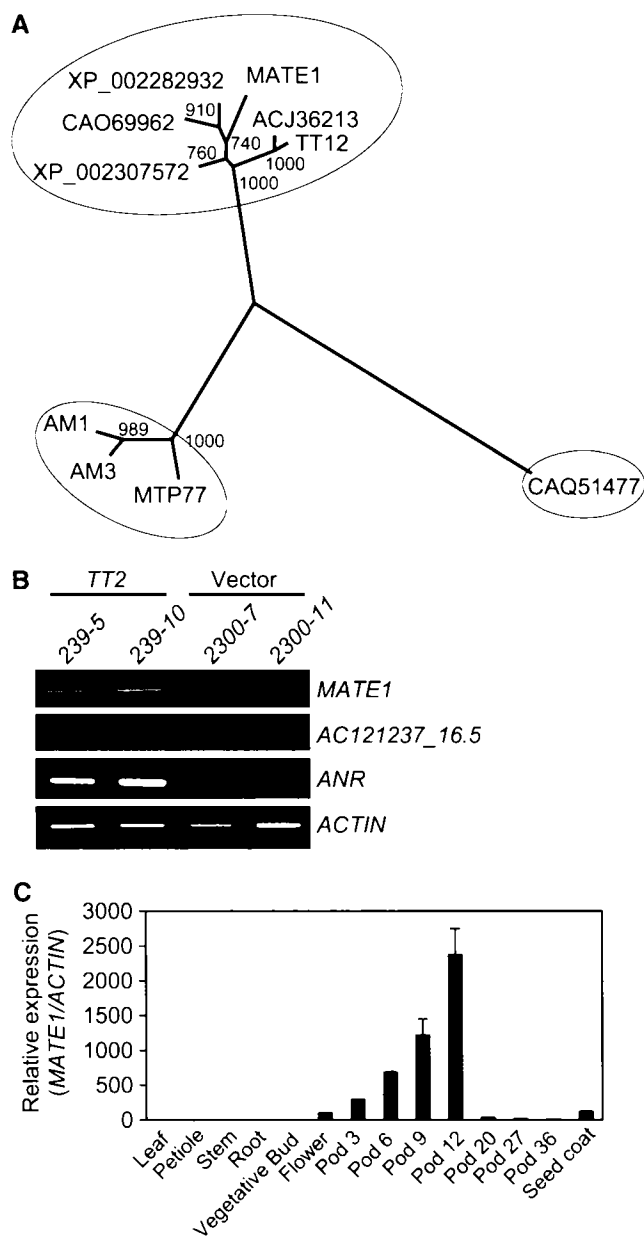 A
XP_002282932
MATE1
910
ACJ36213
CAO69962
740
TT12
760
1000
XP_002307572
1000
AM1
989
1000
AM3
MTP77
CAQ51477
B
TT2
Vector
239-5
239-10
2300-7
2300-11
MATE1
AC121237_16.5
ANR
ACTIN
C
Relative expression
(MATE1/ACTIN)
3000
2500
2000
1500
1000
500
0
Leaf
Petiole
Stem
Root
Vegetative Bud
Flower
Pod 3
Pod 6
Pod 9
Pod 12
Pod 20
Pod 27
Pod 36
Seed coat